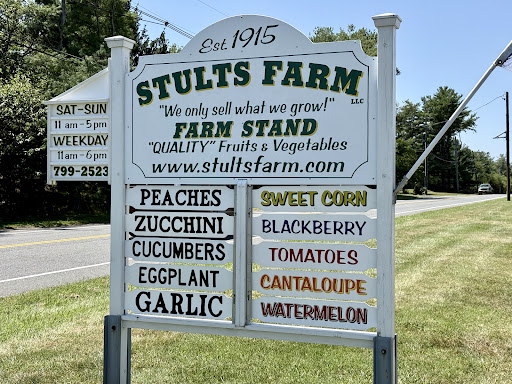 Est. 1915
STULTS FARM LLC
"We only sell what we grow!"
FARM STAND
"QUALITY" Fruits & Vegetables
www.stultsfarm.com
SAT-SUN
11 am - 5 pm
WEEKDAY
11 am - 6 pm
799-2523
PEACHES
ZUCCHINI
CUCUMBERS
EGGPLANT
GARLIC
SWEET CORN
BLACKBERRY
TOMATOES
CANTALOUPE
WATERMELON